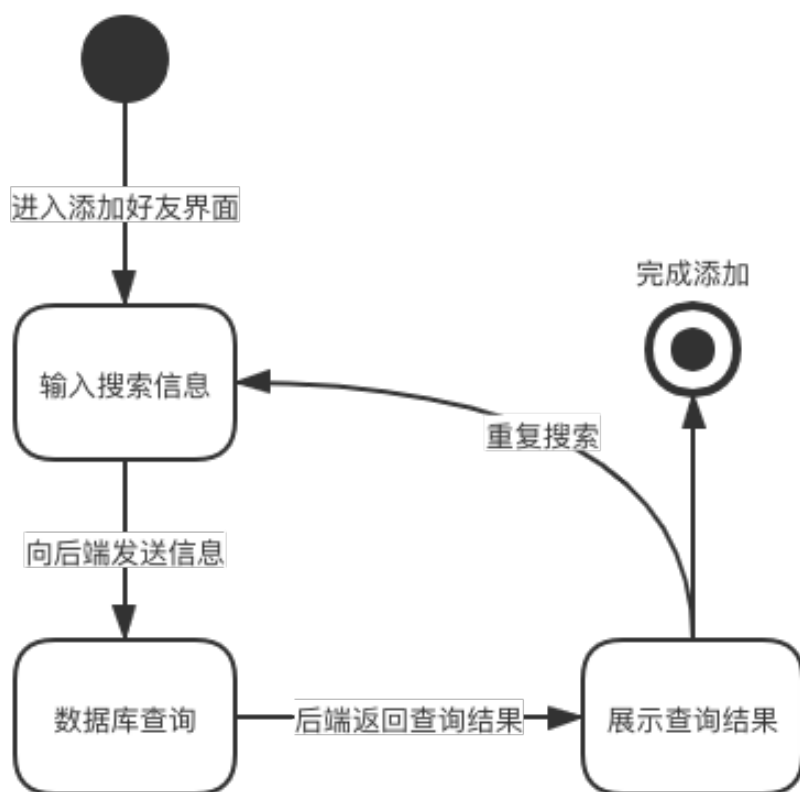 进入添加好友界面
完成添加
输入搜索信息
重复搜索
向后端发送信息
数据库查询
后端返回查询结果
展示查询结果